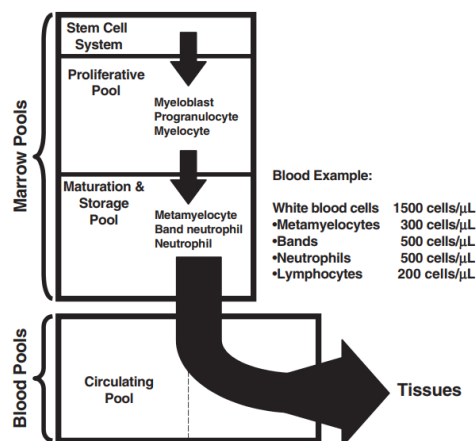 Marrow Pools
Stem Cell
System
Proliferative
Pool
Myeloblast
Progranulocyte
Myelocyte
Maturation &
Storage
Pool
Metamyelocyte
Band neutrophil
Neutrophil
Blood Example:
White blood cells 1500 cells/μL
•Metamyelocytes 300 cells/μL
•Bands 500 cells/μL
•Neutrophils 500 cells/μL
•Lymphocytes 200 cells/μL
Blood Pools
Circulating
Pool
Tissues